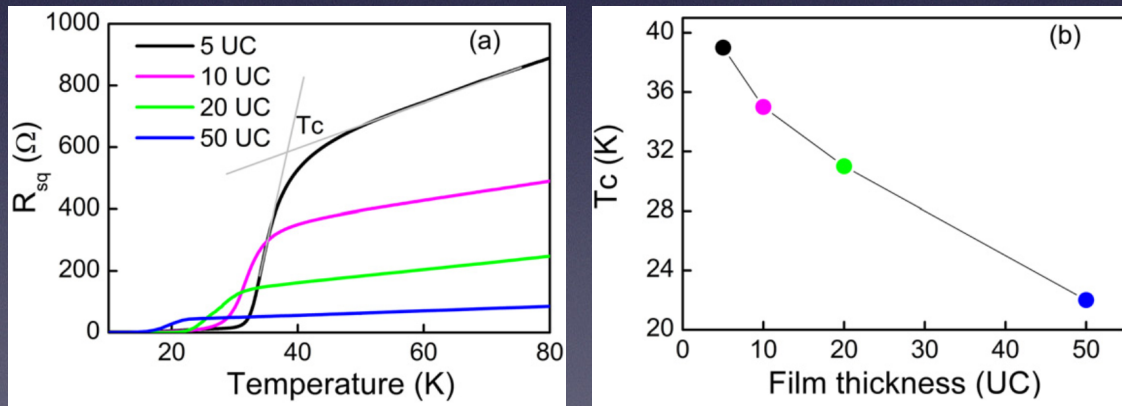 (a)
5 UC
10 UC
20 UC
50 UC
Tc
R_sq (Ω)
1000
800
600
400
200
0
20 40 60 80
Temperature (K)
(b)
Tc (K)
40
36
32
28
24
20
0 10 20 30 40 50
Film thickness (UC)